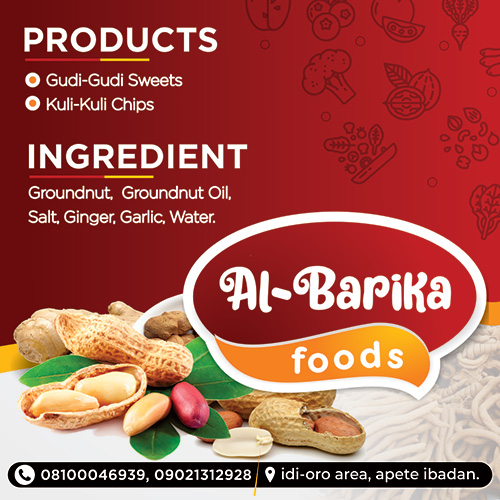 PRODUCTS
Gudi-Gudi Sweets
Kuli-Kuli Chips
INGREDIENT
Groundnut, Groundnut Oil,
Salt, Ginger, Garlic, Water.
Al-Barika
foods
08100046939, 09021312928 idi-oro area, apete ibadan.